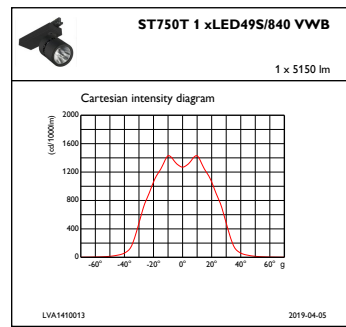 ST750T 1 xLED49S/840 VWB
1 x 5150 lm
Cartesian intensity diagram
(cd/1000lm)
2000
1600
1200
800
400
0
-60° -40° -20° 0° 20° 40° 60° g
LVA1410013 2019-04-05